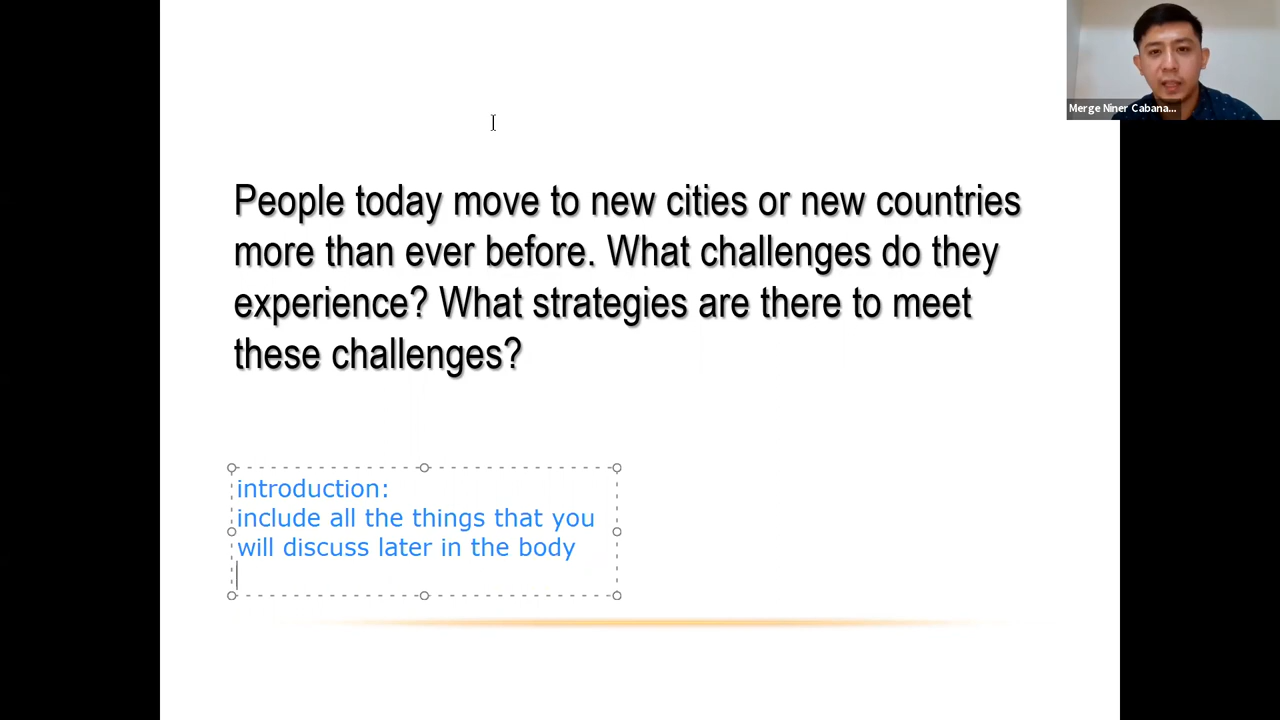 Merge Niner Cabana...
People today move to new cities or new countries
more than ever before. What challenges do they
experience? What strategies are there to meet
these challenges?
introduction:
include all the things that you
will discuss later in the body